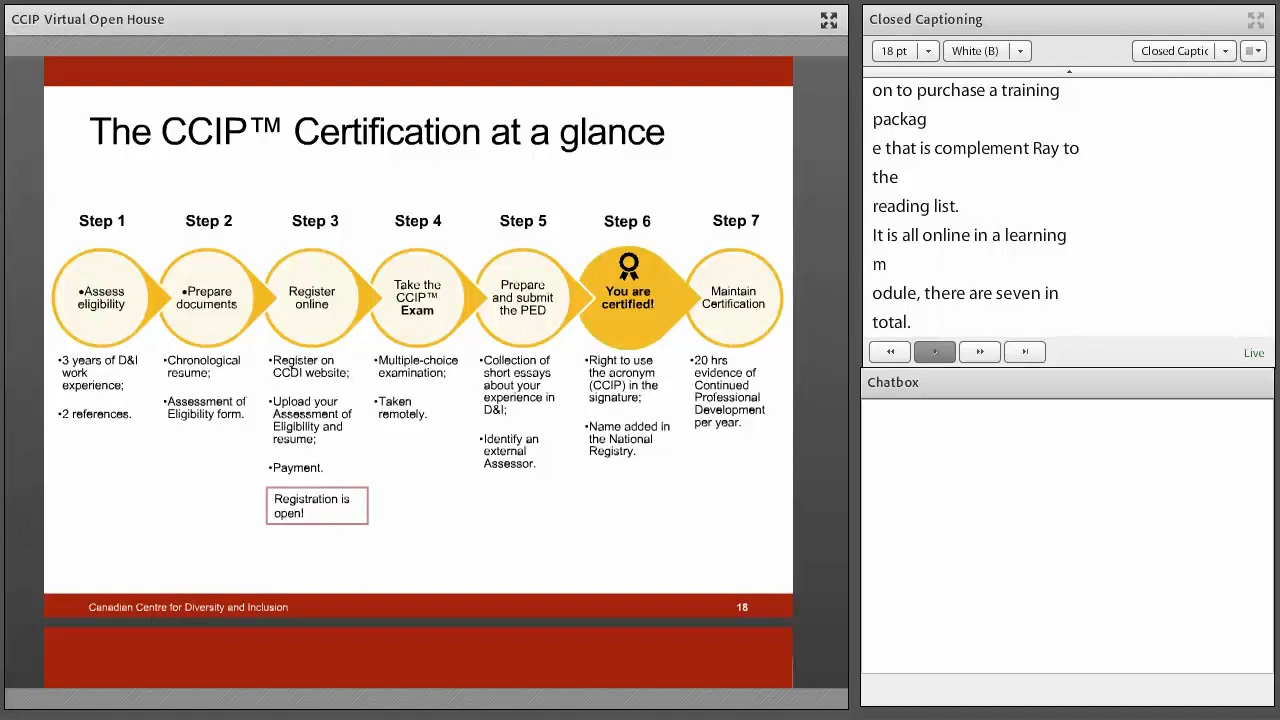 CCIP Virtual Open House
The CCIP™ Certification at a glance
Step 1
Step 2
Step 3
Step 4
Step 5
Step 6
Step 7
•Assess
eligibility
•Prepare
documents
Register
online
Take the
CCIP™
Exam
Prepare
and submit
the PED
You are
certified!
Maintain
Certification
•3 years of D&I
work
experience;
•2 references.
•Chronological
resume;
•Assessment of
Eligibility form.
•Register on
CCDI website;
•Upload your
Assessment of
Eligibility and
resume;
•Payment.
Registration is
open!
•Multiple-choice
examination;
•Taken
remotely.
•Collection of
short essays
about your
experience in
D&I;
•Identify an
external
Assessor.
•Right to use
the acronym
(CCIP) in the
signature;
•Name added in
the National
Registry.
•20 hrs
evidence of
Continued
Professional
Development
per year.
Canadian Centre for Diversity and Inclusion
18
Closed Captioning
18 pt
White (B)
Closed Captic
on to purchase a training
packag
e that is complement Ray to
the
reading list.
It is all online in a learning
m
odule, there are seven in
total.
Live
Chatbox